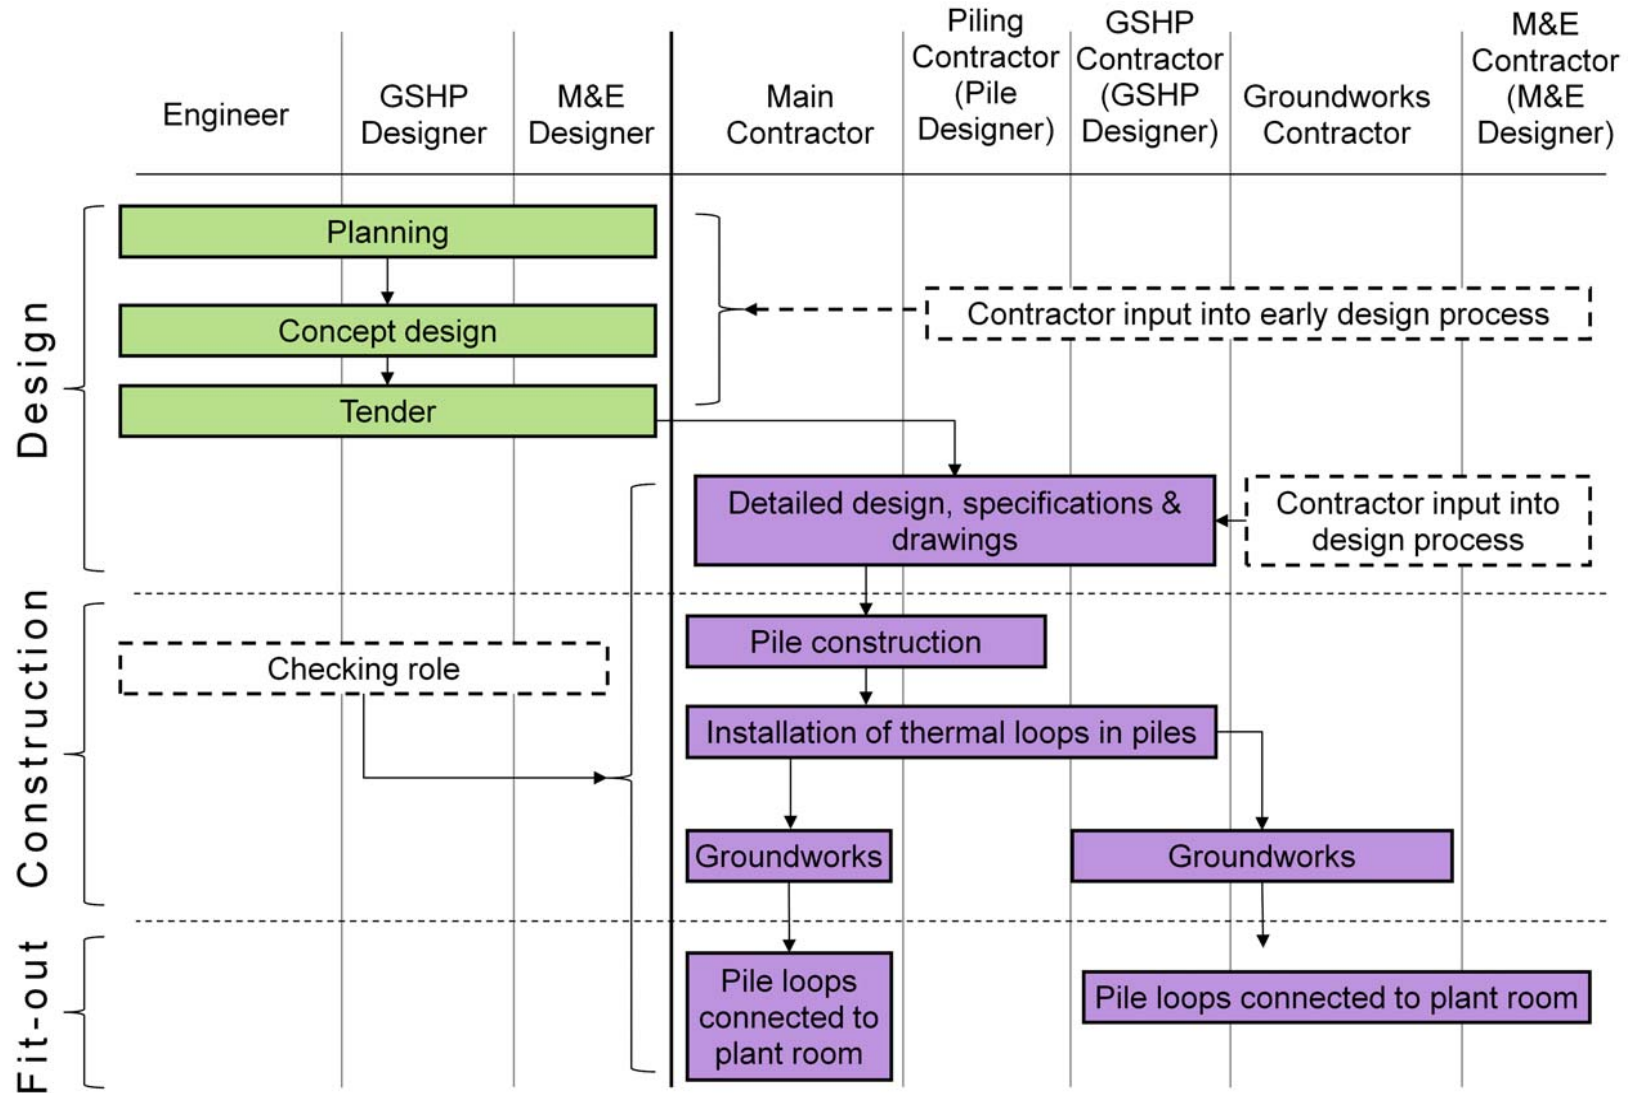 Engineer
GSHP
Designer
M&E
Designer
Main
Contractor
Piling
Contractor
(Pile
Designer)
GSHP
Contractor
(GSHP
Designer)
Groundworks
Contractor
M&E
Contractor
(M&E
Designer)
Design
Planning
Concept design
Tender
Contractor input into early design process
Detailed design, specifications &
drawings
Contractor input into
design process
Construction
Checking role
Pile construction
Installation of thermal loops in piles
Groundworks
Groundworks
Fit-out
Pile loops
connected to
plant room
Pile loops connected to plant room